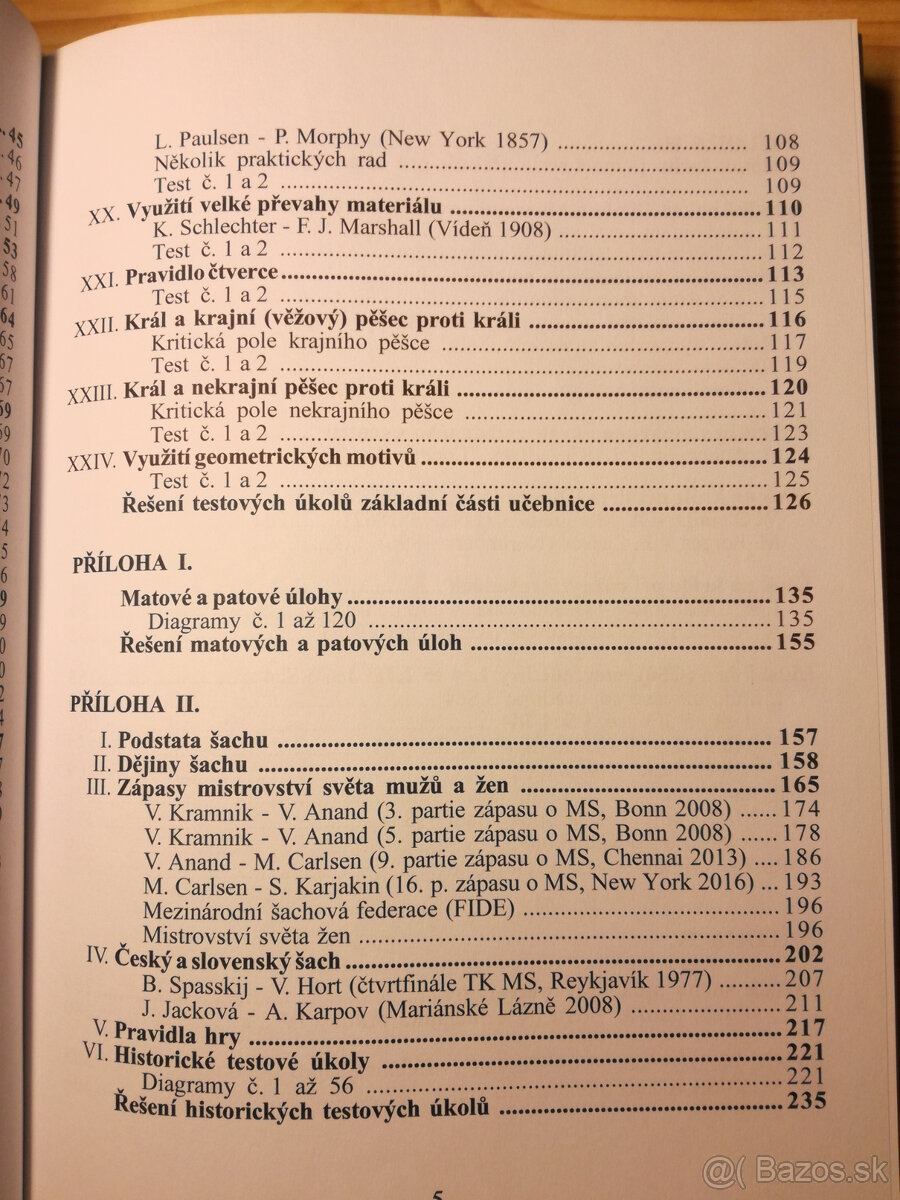 L. Paulsen - P. Morphy (New York 1857) ............................ 108
Několik praktických rad .................................................... 109
Test č. 1 a 2 ....................................................................... 109
XX. Využití velké převahy materiálu ............................................ 110
K. Schlechter - F. J. Marshall (Vídeň 1908) ............................. 111
Test č. 1 a 2 ....................................................................... 112
XXI. Pravidlo čtverce ...................................................................... 113
Test č. 1 a 2 ....................................................................... 115
XXII. Král a krajní (věžový) pěšec proti králi ................................... 116
Kritická pole krajního pěšce ............................................... 117
Test č. 1 a 2 ....................................................................... 119
XXIII. Král a nekrajní pěšec proti králi ............................................. 120
Kritická pole nekrajního pěšce ........................................... 121
Test č. 1 a 2 ....................................................................... 123
XXIV. Využití geometrických motivů .................................................. 124
Test č. 1 a 2 ....................................................................... 125
Řešení testových úkolů základní části učebnice ........................ 126
PŘÍLOHA I.
Matové a patové úlohy ............................................................. 135
Diagramy č. 1 až 120 .......................................................... 135
Řešení matových a patových úloh ............................................ 155
PŘÍLOHA II.
I. Podstata šachu ......................................................................... 157
II. Dějiny šachu ............................................................................ 158
III. Zápasy mistrovství světa mužů a žen ..................................... 165
V. Kramnik - V. Anand (3. partie zápasu o MS, Bonn 2008) ...... 174
V. Kramnik - V. Anand (5. partie zápasu o MS, Bonn 2008) ...... 178
V. Anand - M. Carlsen (9. partie zápasu o MS, Chennai 2013) .... 186
M. Carlsen - S. Karjakin (16. p. zápasu o MS, New York 2016) ... 193
Mezinárodní šachová federace (FIDE) ...................................... 196
Mistrovství světa žen ............................................................... 196
IV. Český a slovenský šach ............................................................. 202
B. Spasskij - V. Hort (čtvrtfinále TK MS, Reykjavík 1977) .......... 207
J. Jacková - A. Karpov (Mariánské Lázně 2008) ...................... 211
V. Pravidla hry .............................................................................. 217
VI. Historické testové úkoly ........................................................... 221
Diagramy č. 1 až 56 ............................................................. 221
Řešení historických testových úkolů .......................................... 235
5
@( Bazos.sk